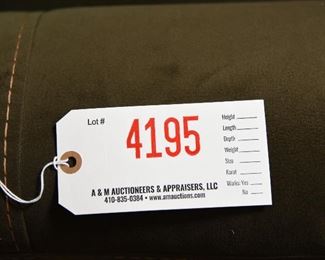 Lot #
4195
Height
Length
Depth
Weight
Size
Karat
Works: Yes
No
A & M AUCTIONEERS & APPRAISERS, LLC
410-835-0384 • www.amauctions.com